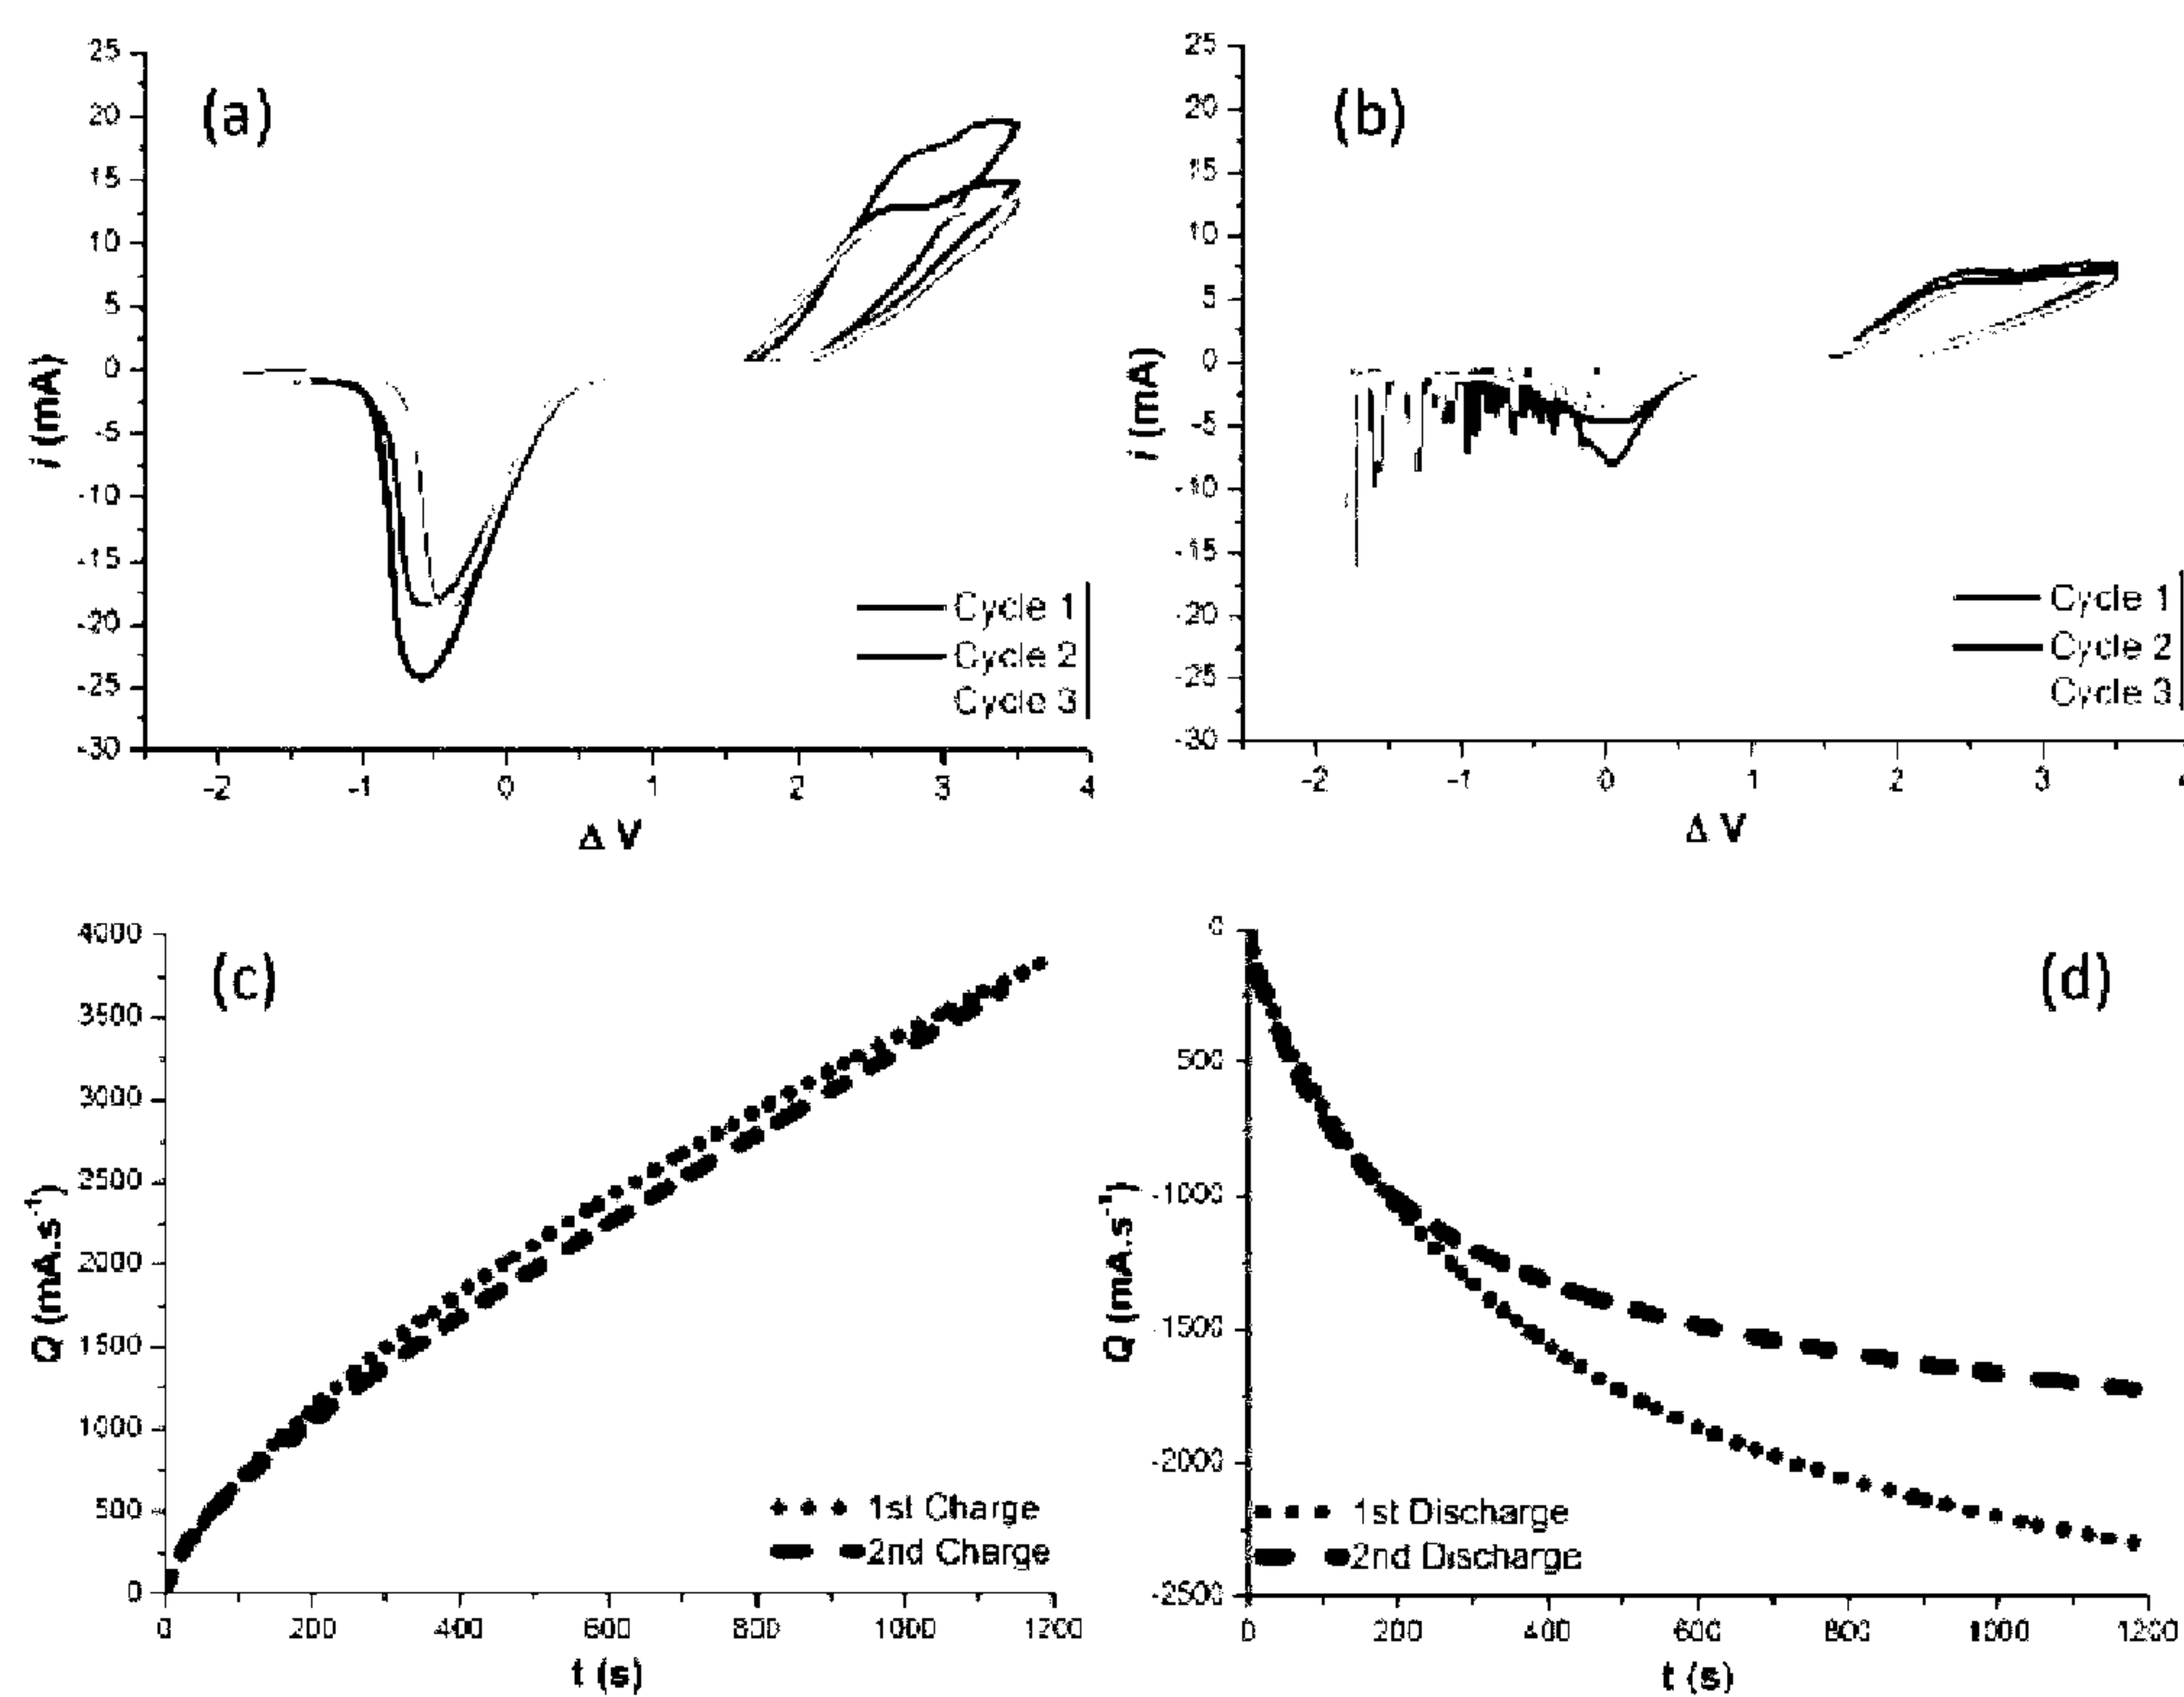 (a)
25
20
15
10
5
0
-5
-10
-15
-20
-25
-30
i (mA)
-2 -1 0 1 2 3 4
Δ V
Cycle 1
Cycle 2
Cycle 3
(b)
25
20
15
10
5
0
-5
-10
-15
-20
-25
-30
i (mA)
-2 -1 0 1 2 3
Δ V
Cycle 1
Cycle 2
Cycle 3
(c)
4000
3500
3000
2500
2000
1500
1000
500
0
Q (mA.s⁻¹)
0 200 400 600 800 1000 1200
t (s)
1st Charge
2nd Charge
(d)
0
500
-1000
-1500
-2000
-2500
Q (mA.s⁻¹)
0 200 400 600 800 1000 1200
t (s)
1st Discharge
2nd Discharge